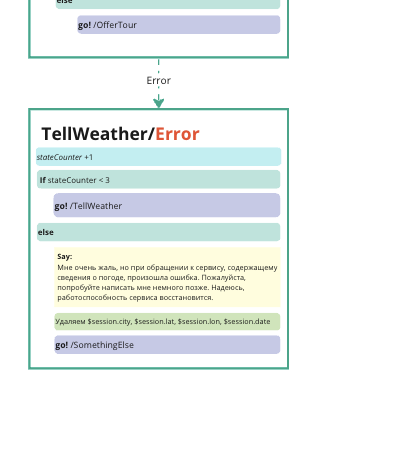 else
go! /OfferTour
Error
TellWeather/Error
stateCounter +1
If stateCounter < 3
go! /TellWeather
else
Say:
Мне очень жаль, но при обращении к сервису, содержащему
сведения о погоде, произошла ошибка. Пожалуйста,
попробуйте написать мне немного позже. Надеюсь,
работоспособность сервиса восстановится.
Удаляем $session.city, $session.lat, $session.lon, $session.date
go! /SomethingElse